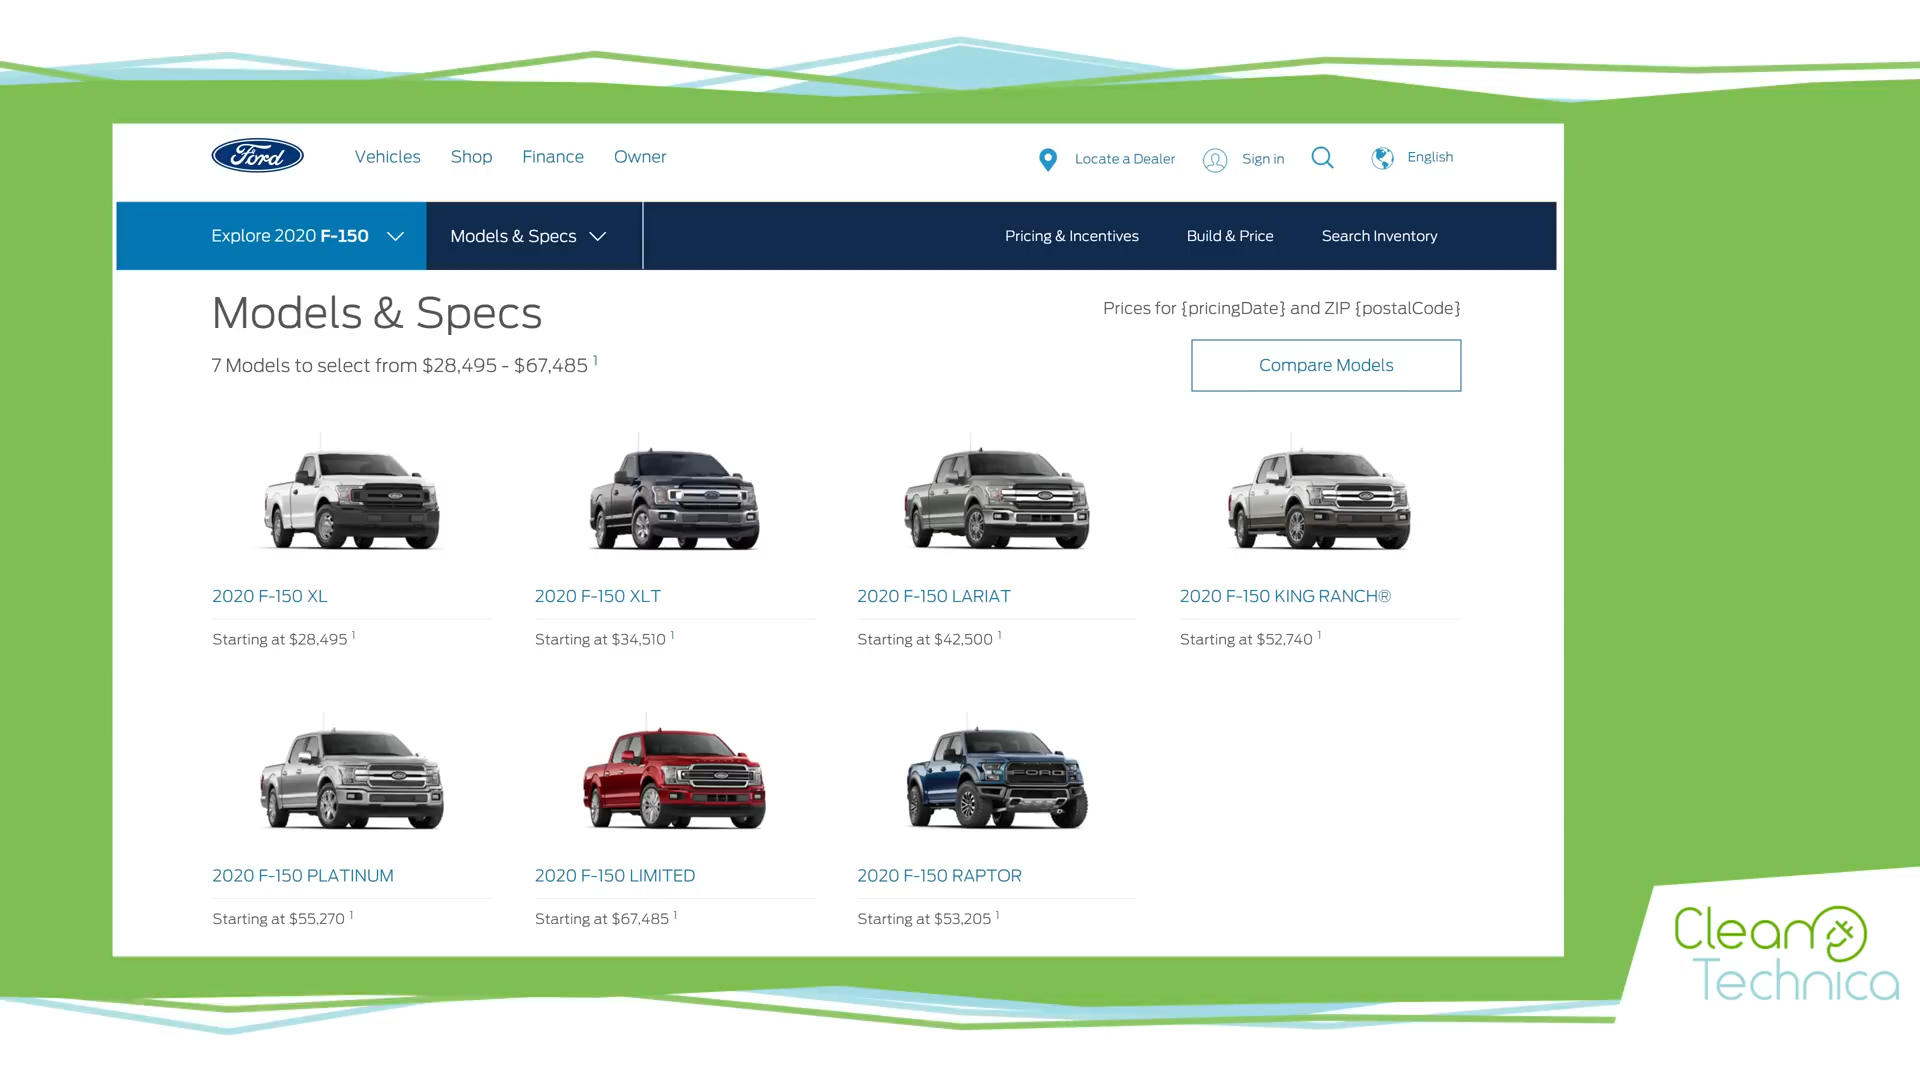 Ford Vehicles Shop Finance Owner Locate a Dealer Sign in English
Explore 2020 F-150 Models & Specs Pricing & Incentives Build & Price Search Inventory
Models & Specs
Prices for {pricingDate} and ZIP {postalCode}
7 Models to select from $28,495 - $67,485 1
Compare Models
2020 F-150 XL
Starting at $28,495 1
2020 F-150 XLT
Starting at $34,510 1
2020 F-150 LARIAT
Starting at $42,500 1
2020 F-150 KING RANCH®
Starting at $52,740 1
FORD
2020 F-150 PLATINUM
Starting at $55,270 1
2020 F-150 LIMITED
Starting at $67,485 1
2020 F-150 RAPTOR
Starting at $53,205 1
Clean
Technica